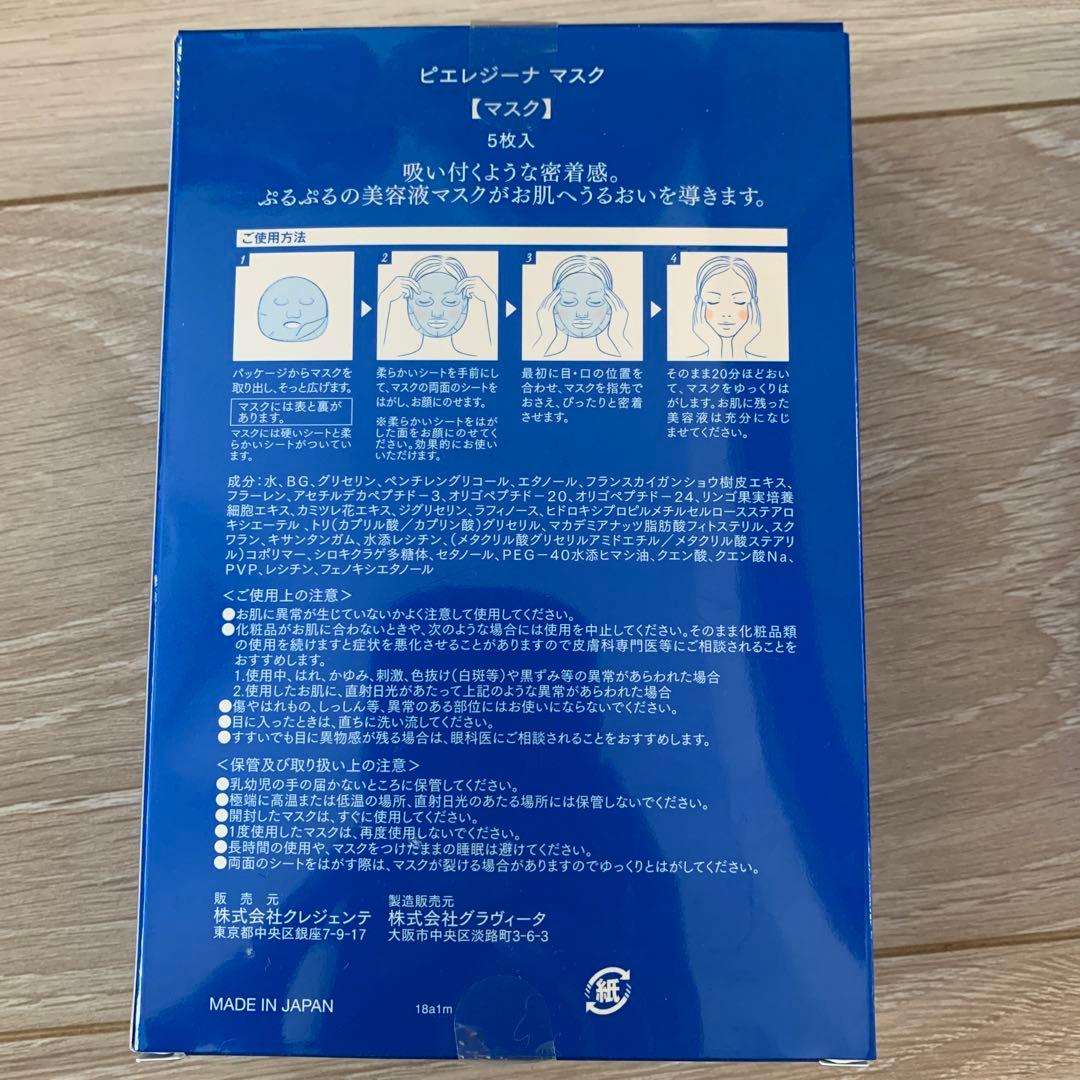 ピエレジーナ マスク
【マスク】
5枚入
吸い付くような密着感。
ぷるぷるの美容液マスクがお肌へうるおいを導きます。
ご使用方法
1
2
3
4
パッケージからマスクを
取り出し、そっと広げます。
マスクには表と裏が
あります。
マスクには硬いシートと柔
らかいシートがついていま
す。
柔らかいシートを手前にし
て、マスクの両面のシートを
はがし、お顔にのせます。
※柔らかいシートをはが
した面をお顔にのせてく
ださい。効果的にお使い
いただけます。
最初に目・口の位置を
合わせ、マスクを指先で
おさえ、ぴったりと密着
させます。
そのまま20分ほどおい
て、マスクをゆっくりは
がします。お肌に残った
美容液は充分になじ
ませてください。
成分:水、BG、グリセリン、ペンチレングリコール、エタノール、フランスカイガンショウ樹皮エキス、
フラーレン、アセチルデカペプチド-3、オリゴペプチド-20、オリゴペプチド-24、リンゴ果実培養
細胞エキス、カミツレ花エキス、ジグリセリン、ラフィノース、ヒドロキシプロピルメチルセルロースステアロ
キシエーテル 、トリ(カプリル酸/カプリン酸)グリセリル、マカデミアナッツ脂肪酸フィトステリル、スク
ワラン、キサンタンガム、水添レシチン、(メタクリル酸グリセリルアミドエチル/メタクリル酸ステアリ
ル)コポリマー、シロキクラゲ多糖体、セタノール、PEG-40水添ヒマシ油、クエン酸、クエン酸Na、
PVP、レシチン、フェノキシエタノール
<ご使用上の注意>
●お肌に異常が生じていないかよく注意して使用してください。
●化粧品がお肌に合わないときや、次のような場合には使用を中止してください。そのまま化粧品類
の使用を続けますと症状を悪化させることがありますので皮膚科専門医等にご相談されることを
おすすめします。
1.使用中、はれ、かゆみ、刺激、色抜け(白斑等)や黒ずみ等の異常があらわれた場合
2.使用したお肌に、直射日光があたって上記のような異常があらわれた場合
●傷やはれもの、しっしん等、異常のある部位にはお使いにならないでください。
●目に入ったときは、直ちに洗い流してください。
●すすいでも目に異物感が残る場合は、眼科医にご相談されることをおすすめします。
<保管及び取り扱い上の注意>
●乳幼児の手の届かないところに保管してください。
●極端に高温または低温の場所、直射日光のあたる場所には保管しないでください。
●開封したマスクは、すぐに使用してください。
●1度使用したマスクは、再度使用しないでください。
●長時間の使用や、マスクをつけたままの睡眠は避けてください。
●両面のシートをはがす際は、マスクが裂ける場合がありますのでゆっくりとはがしてください。
販売元
株式会社クレジェンテ
東京都中央区銀座7-9-17
製造販売元
株式会社グラヴィータ
大阪市中央区淡路町3-6-3
MADE IN JAPAN
18a1m
紙